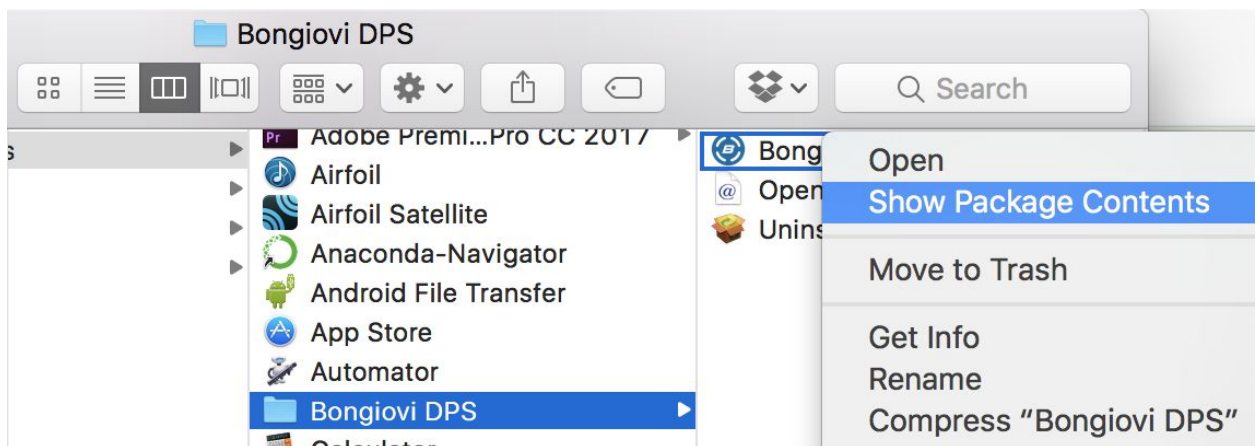 Bongiovi DPS
Search
s
Adobe Premi...Pro CC 2017
Airfoil
Airfoil Satellite
Anaconda-Navigator
Android File Transfer
App Store
Automator
Bongiovi DPS
Calculator
Bong
Open
Unins
Open
Show Package Contents
Move to Trash
Get Info
Rename
Compress “Bongiovi DPS”